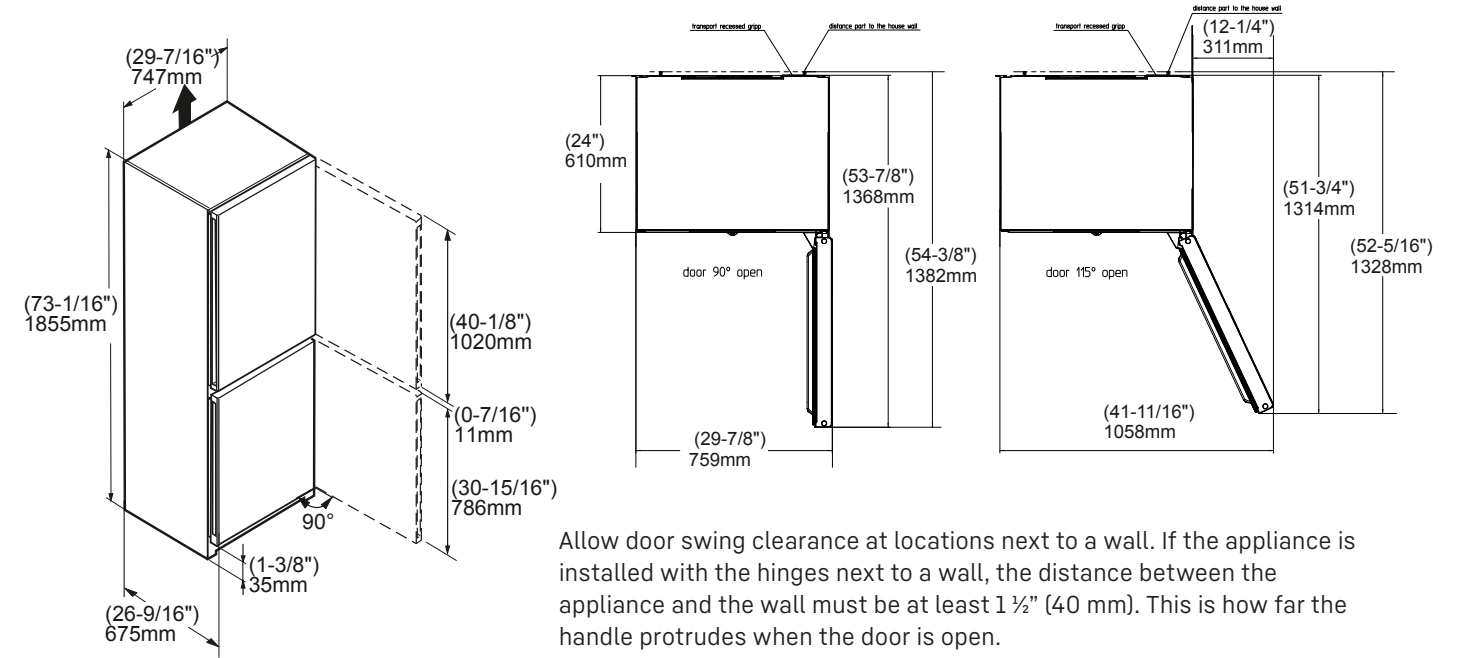 (29-7/16")
747mm
(73-1/16")
1855mm
(40-1/8")
1020mm
(0-7/16")
11mm
(30-15/16")
786mm
90°
(1-3/8")
35mm
(26-9/16")
675mm
transport recessed gripp
distance part to the house wall
(24")
610mm
(53-7/8")
1368mm
(54-3/8")
1382mm
door 90° open
(29-7/8")
759mm
distance part to the house wall
transport recessed gripp
(12-1/4")
311mm
(51-3/4")
1314mm
(52-5/16")
1328mm
door 115° open
(41-11/16")
1058mm
Allow door swing clearance at locations next to a wall. If the appliance is
installed with the hinges next to a wall, the distance between the
appliance and the wall must be at least 1 ½” (40 mm). This is how far the
handle protrudes when the door is open.